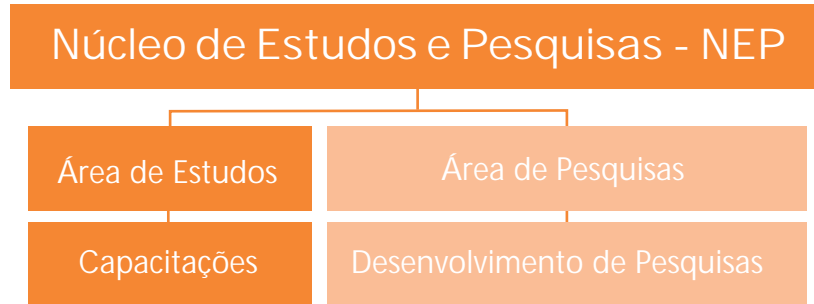 Núcleo de Estudos e Pesquisas - NEP
Área de Estudos
Área de Pesquisas
Capacitações
Desenvolvimento de Pesquisas